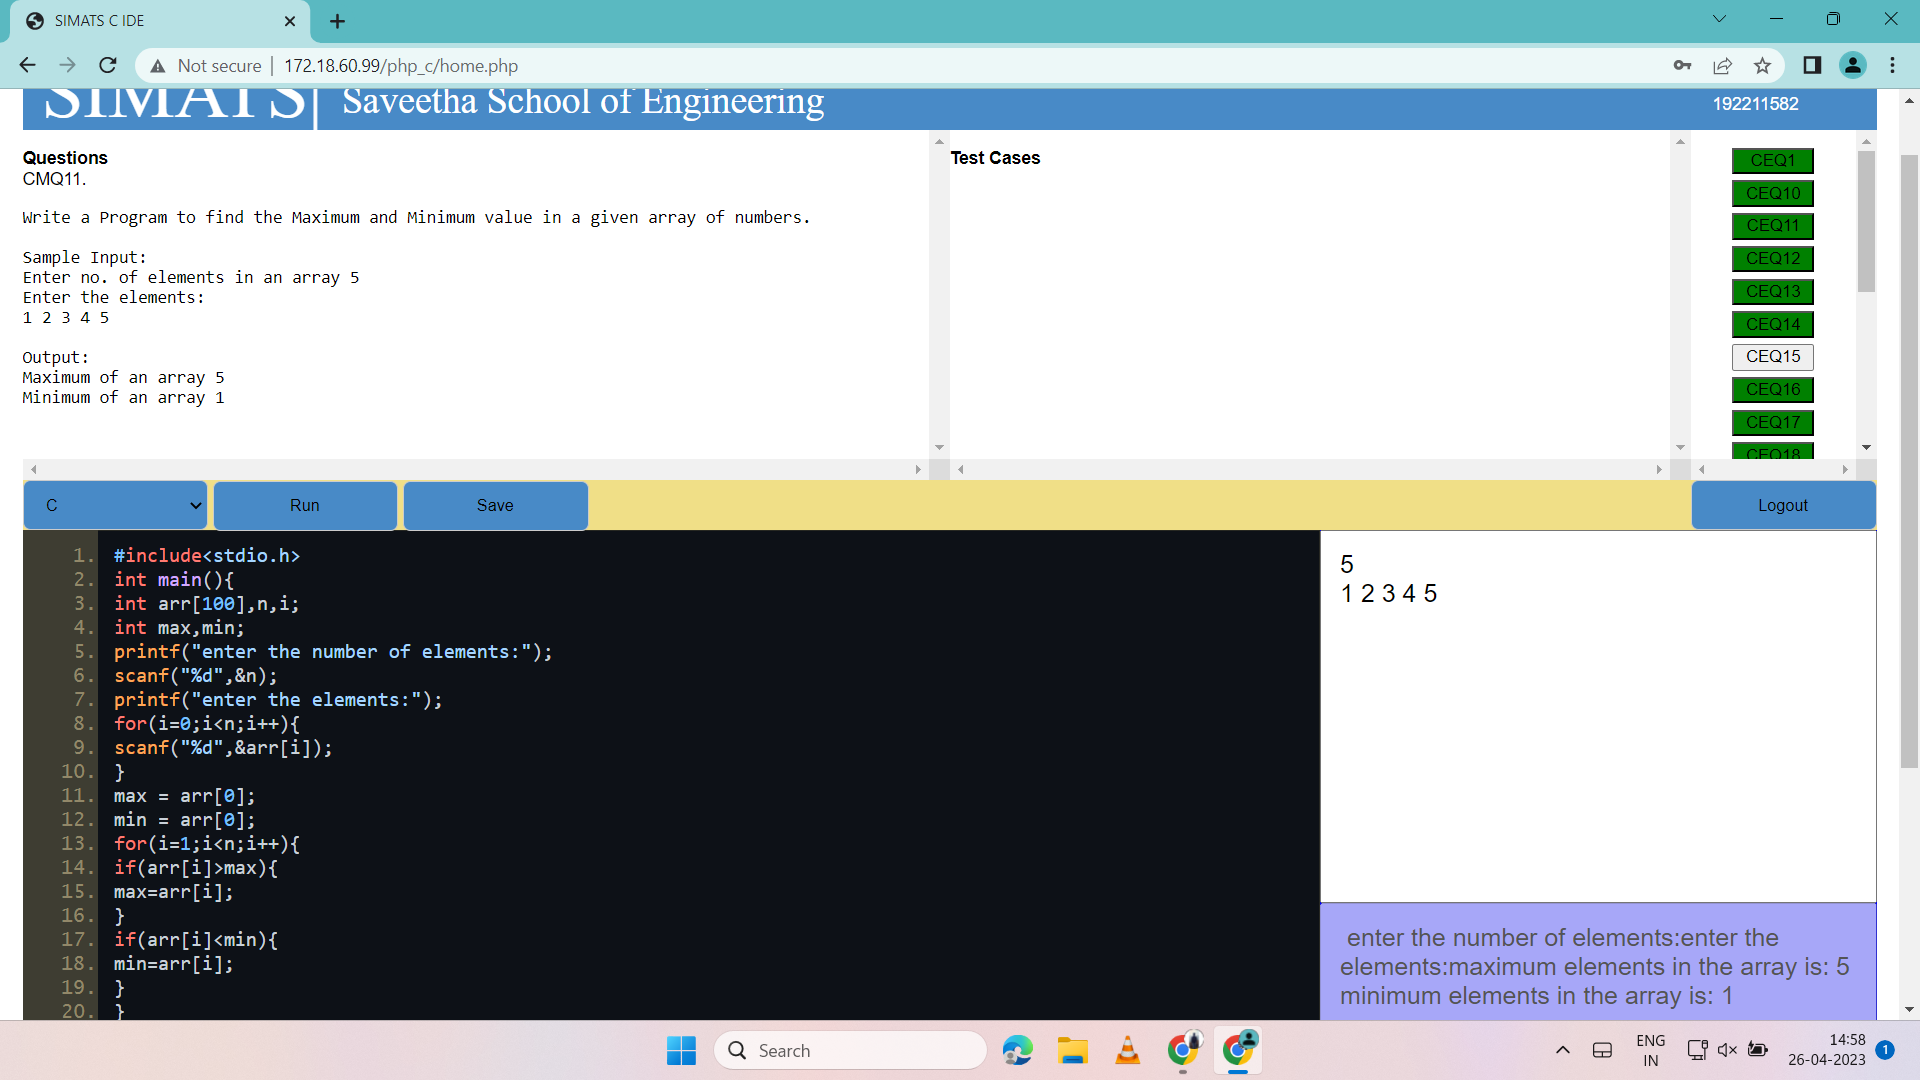 SIMATS C IDE
Not secure
172.18.60.99/php_c/home.php
SIMATS| Saveetha School of Engineering
192211582
Questions
CMQ11.
Write a Program to find the Maximum and Minimum value in a given array of numbers.
Sample Input:
Enter no. of elements in an array 5
Enter the elements:
1 2 3 4 5
Output:
Maximum of an array 5
Minimum of an array 1
Test Cases
CEQ1
CEQ10
CEQ11
CEQ12
CEQ13
CEQ14
CEQ15
CEQ16
CEQ17
CEQ18
C
Run
Save
Logout
1. #include<stdio.h>
2. int main(){
3. int arr[100],n,i;
4. int max,min;
5. printf("enter the number of elements:");
6. scanf("%d",&n);
7. printf("enter the elements:");
8. for(i=0;i<n;i++){
9. scanf("%d",&arr[i]);
10. }
11. max = arr[0];
12. min = arr[0];
13. for(i=1;i<n;i++){
14. if(arr[i]>max){
15. max=arr[i];
16. }
17. if(arr[i]<min){
18. min=arr[i];
19. }
20. }
5
1 2 3 4 5
enter the number of elements:enter the
elements:maximum elements in the array is: 5
minimum elements in the array is: 1
Search
ENG
IN
14:58
26-04-2023
1